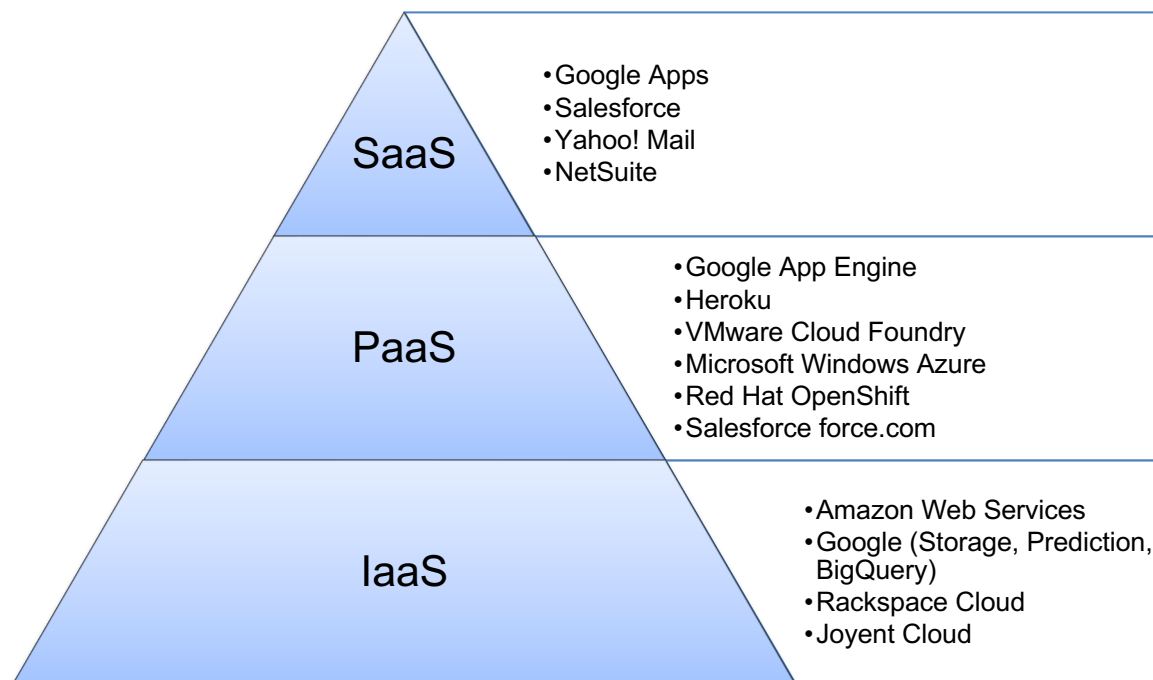 SaaS
•Google Apps
•Salesforce
•Yahoo! Mail
•NetSuite
PaaS
•Google App Engine
•Heroku
•VMware Cloud Foundry
•Microsoft Windows Azure
•Red Hat OpenShift
•Salesforce force.com
IaaS
•Amazon Web Services
•Google (Storage, Prediction,
BigQuery)
•Rackspace Cloud
•Joyent Cloud